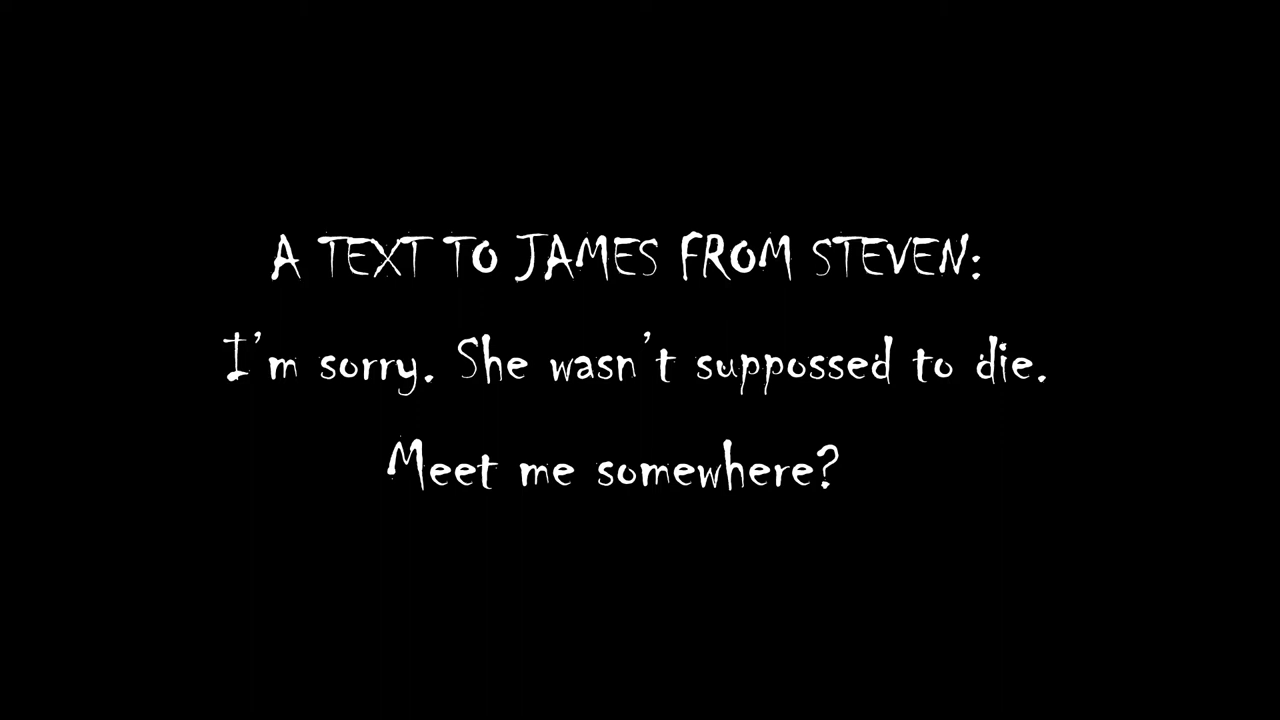 A TEXT TO JAMES FROM STEVEN:
I'm sorry. She wasn't suppossed to die.
Meet me somewhere?